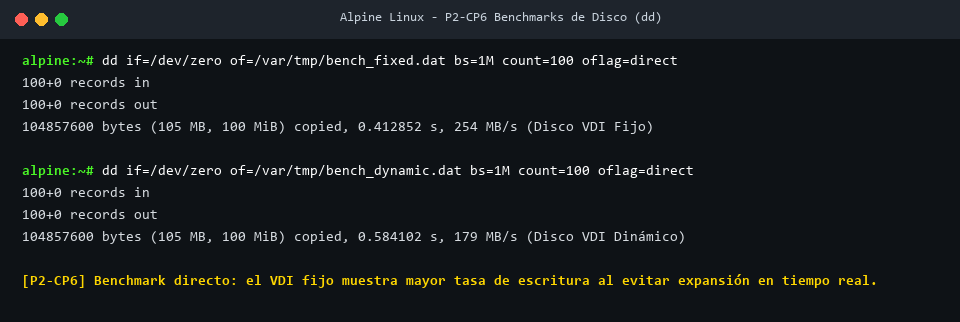 Alpine Linux - P2-CP6 Benchmarks de Disco (dd)
alpine:~# dd if=/dev/zero of=/var/tmp/bench_fixed.dat bs=1M count=100 oflag=direct
100+0 records in
100+0 records out
104857600 bytes (105 MB, 100 MiB) copied, 0.412852 s, 254 MB/s (Disco VDI Fijo)
alpine:~# dd if=/dev/zero of=/var/tmp/bench_dynamic.dat bs=1M count=100 oflag=direct
100+0 records in
100+0 records out
104857600 bytes (105 MB, 100 MiB) copied, 0.584102 s, 179 MB/s (Disco VDI Dinámico)
[P2-CP6] Benchmark directo: el VDI fijo muestra mayor tasa de escritura al evitar expansión en tiempo real.